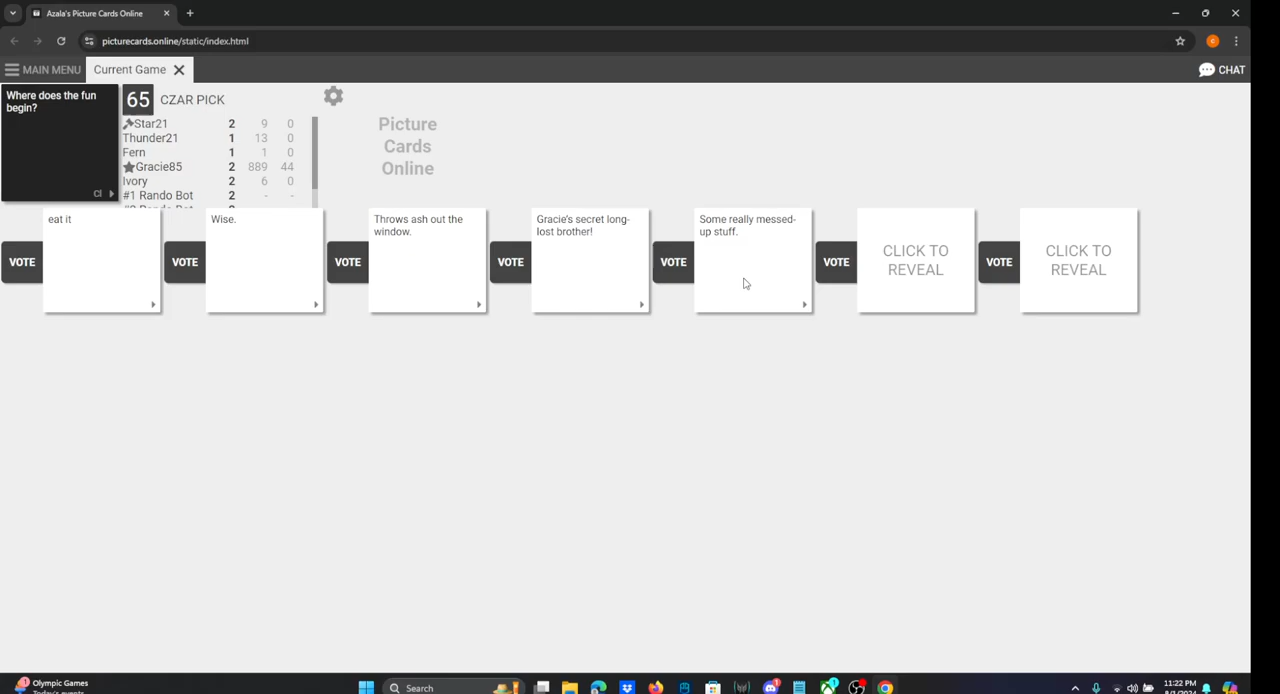 Azala's Picture Cards Online
picturecards.online/static/index.html
MAIN MENU
Current Game
CHAT
Where does the fun
begin?
CI
65 CZAR PICK
Star21 2 9 0
Thunder21 1 13 0
Fern 1 1 0
Gracie85 2 889 44
Ivory 2 6 0
#1 Rando Bot 2 - -
Picture
Cards
Online
VOTE
eat it
VOTE
Wise.
VOTE
Throws ash out the
window.
VOTE
Gracie's secret long-
lost brother!
VOTE
Some really messed-
up stuff.
VOTE
CLICK TO
REVEAL
VOTE
CLICK TO
REVEAL
Olympic Games
Today's events
Search
11:22 PM